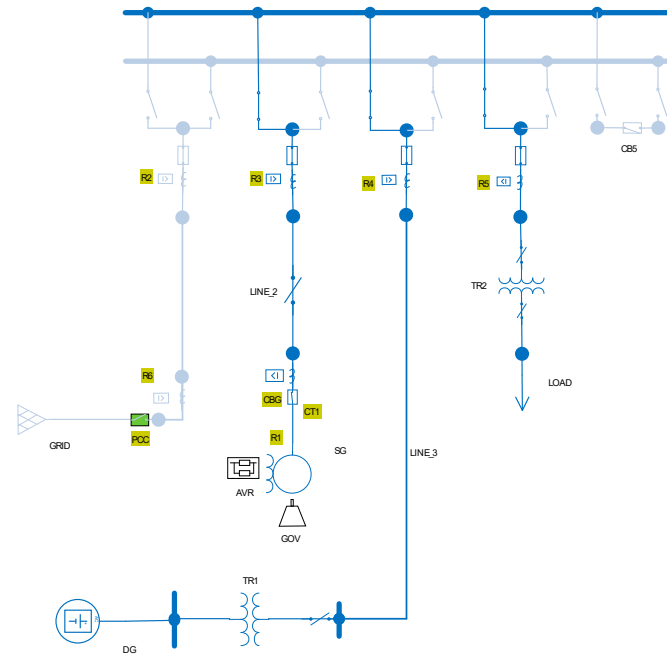 CB5
R2
R3
R4
R5
TR2
LINE_2
R6
LOAD
CBG
CT1
PCC
GRID
R1
SG
LINE_3
AVR
GOV
TR1
DG